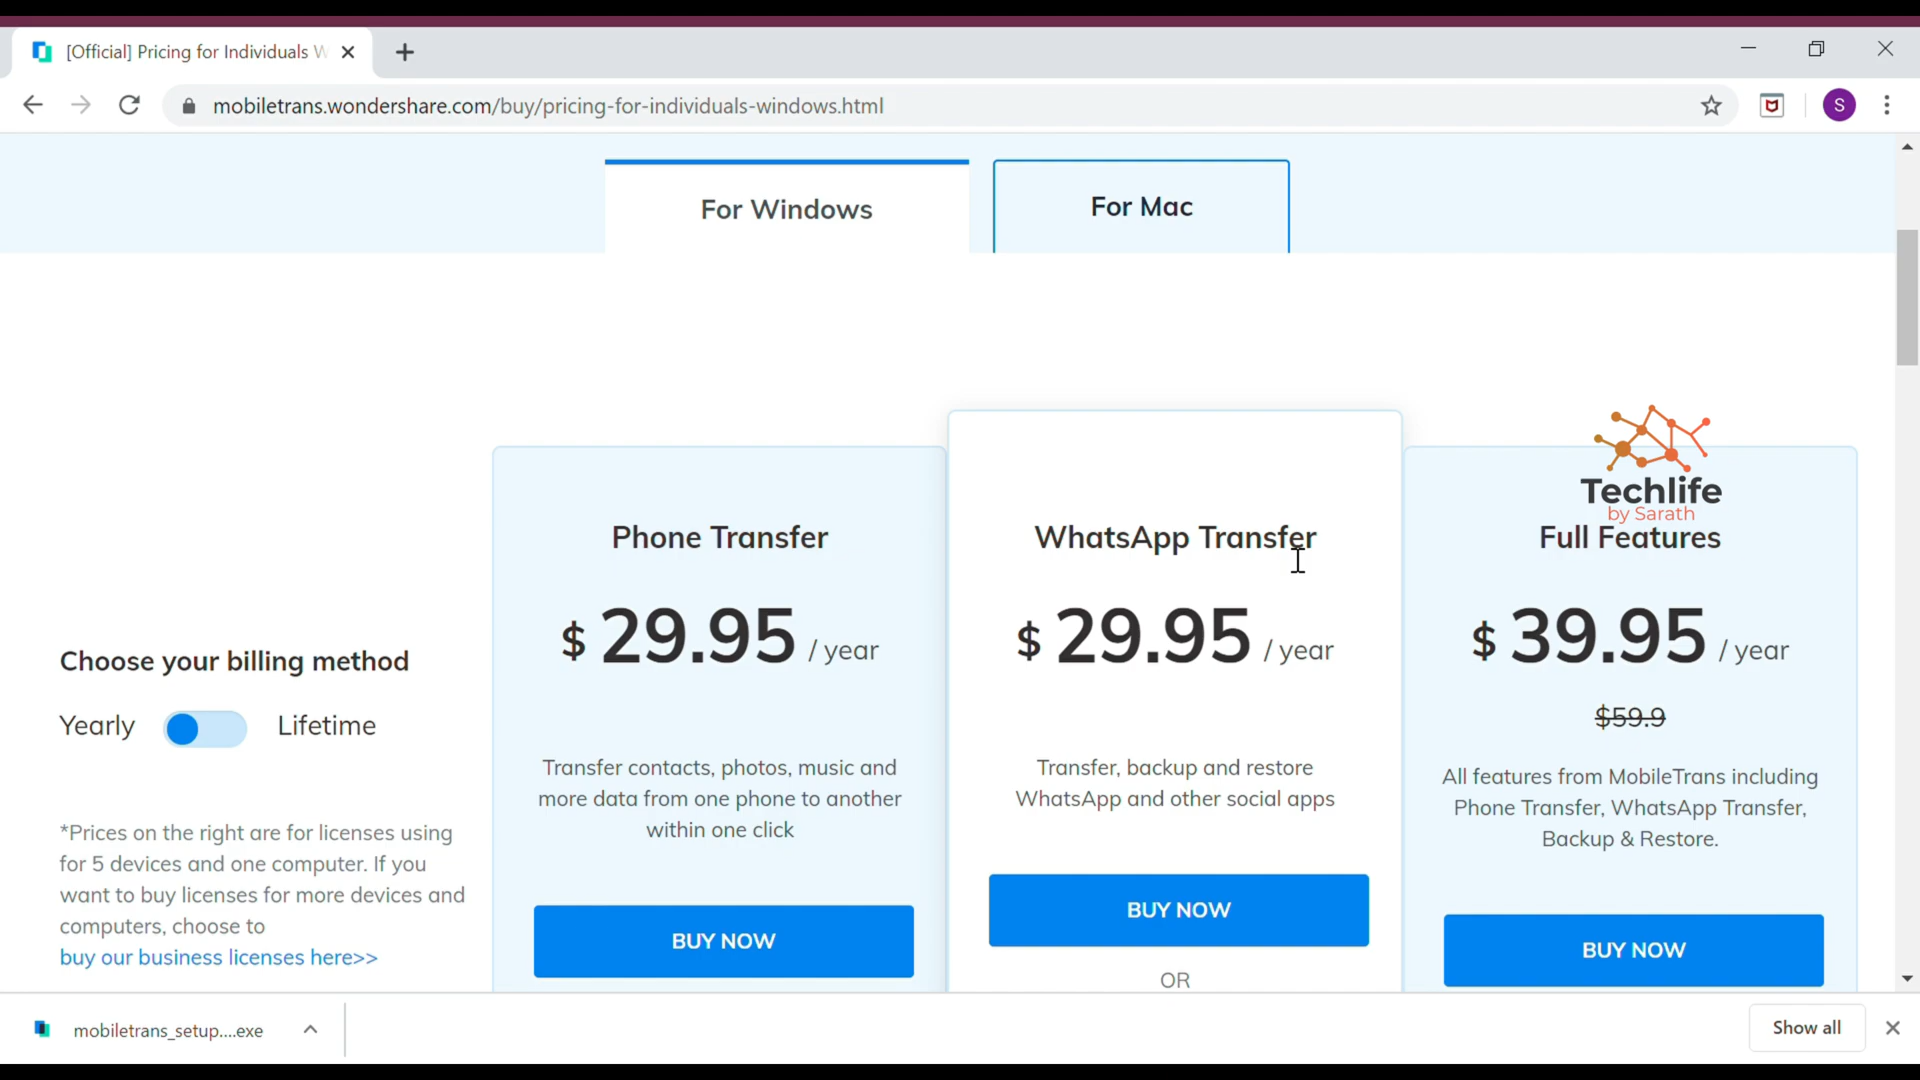 [Official] Pricing for Individuals W
mobiletrans.wondershare.com/buy/pricing-for-individuals-windows.html
S
For Windows
For Mac
Techlife
by Sarath
Phone Transfer
WhatsApp Transfer
Full Features
$ 29.95 / year
$ 29.95 / year
$ 39.95 / year
$59.9
Choose your billing method
Yearly
Lifetime
Transfer contacts, photos, music and
more data from one phone to another
within one click
Transfer, backup and restore
WhatsApp and other social apps
All features from MobileTrans including
Phone Transfer, WhatsApp Transfer,
Backup & Restore.
*Prices on the right are for licenses using
for 5 devices and one computer. If you
want to buy licenses for more devices and
computers, choose to
buy our business licenses here>>
BUY NOW
BUY NOW
OR
BUY NOW
mobiletrans_setup....exe
Show all